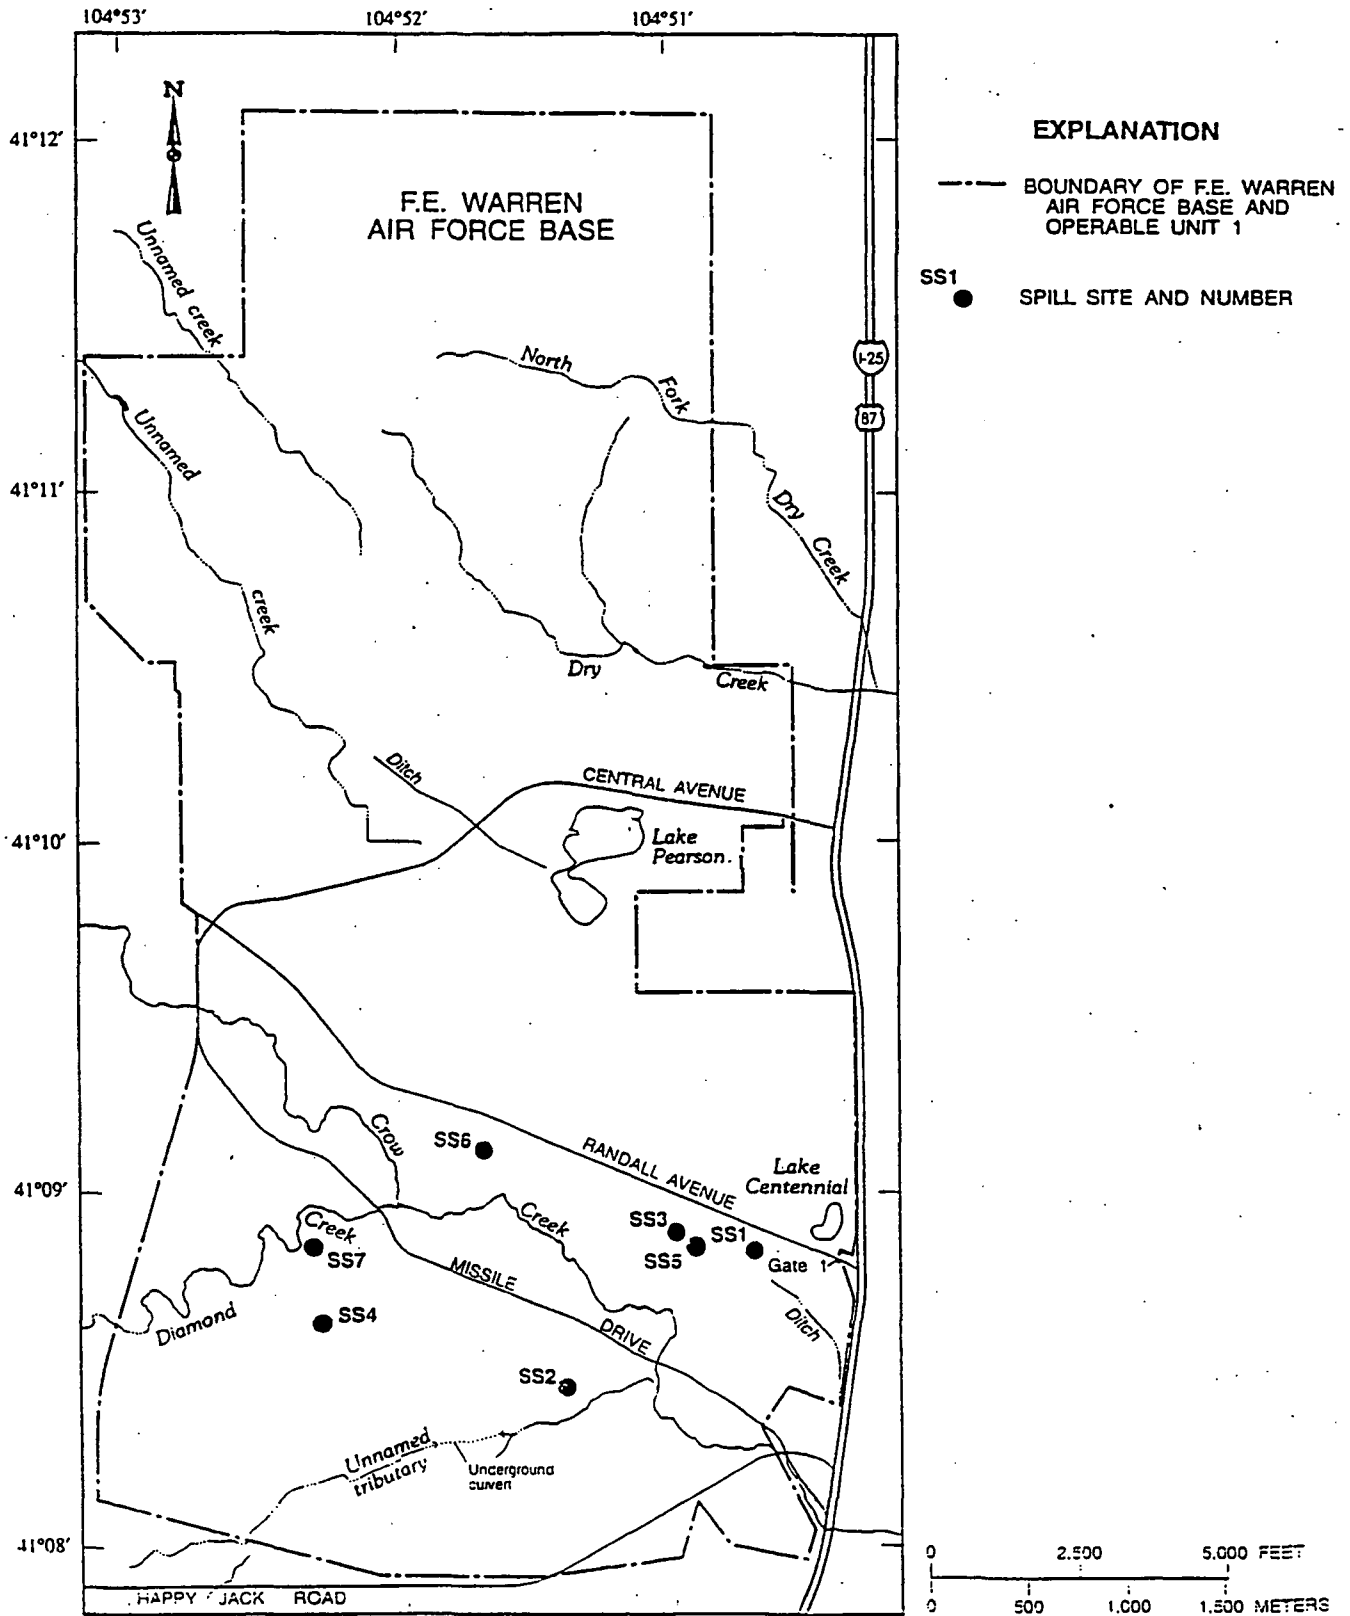 104°53' 104°52' 104°51'
N
41°12'
F.E. WARREN
AIR FORCE BASE
EXPLANATION
BOUNDARY OF F.E. WARREN
AIR FORCE BASE AND
OPERABLE UNIT 1
SS1
SPILL SITE AND NUMBER
Unnamed creek
North Fork Dry Creek
I-25
87
Unnamed creek
41°11'
Dry Creek
Ditch
CENTRAL AVENUE
41°10'
Lake
Pearson
Crow Creek
SS6
RANDALL AVENUE
Lake
Centennial
41°09'
SS3
SS1
SS5
Gate 1
Diamond Creek
SS7
MISSILE DRIVE
SS4
Ditch
SS2
Unnamed
tributary
Underground
culvert
41°08'
HAPPY JACK ROAD
0 2.500 5.000 FEET
0 500 1.000 1.500 METERS